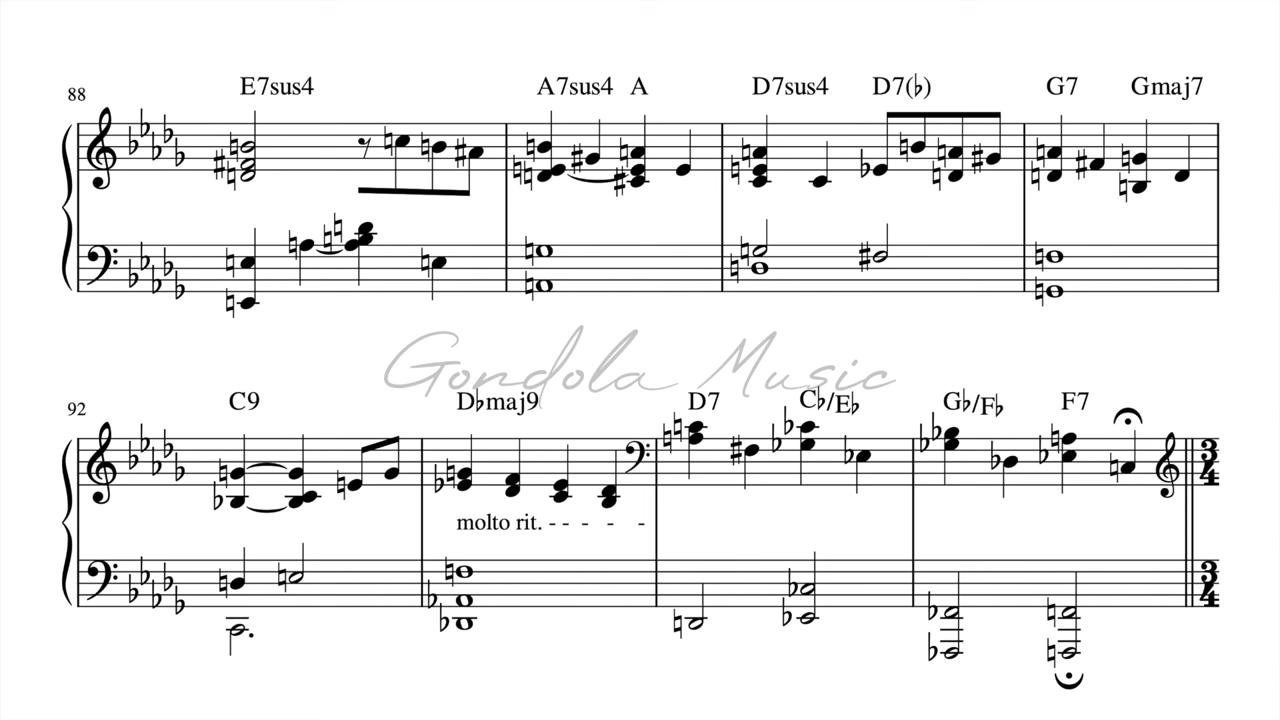 88 E7sus4 A7sus4 A D7sus4 D7(♭) G7 Gmaj7
Gondola Music
92 C9 D♭maj9 D7 C♭/E♭ G♭/F♭ F7
3/4
molto rit. - - - - -
3/4